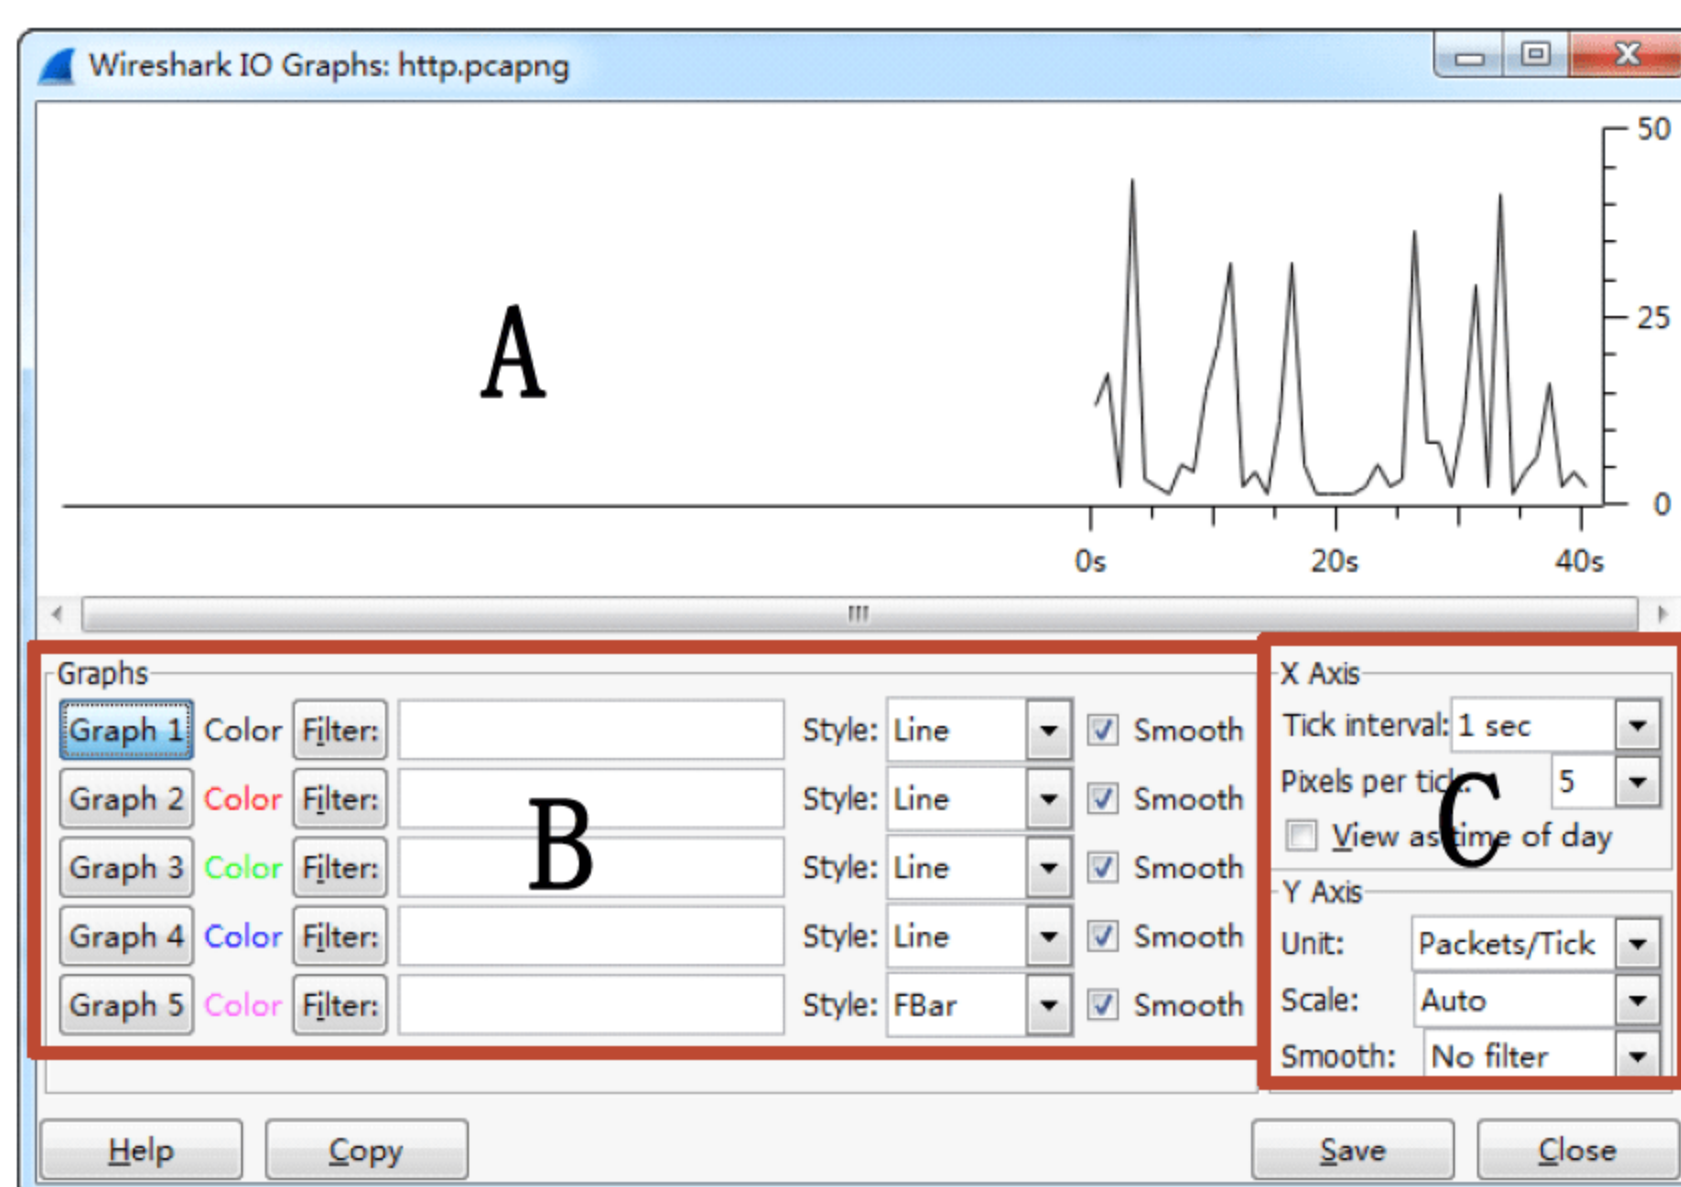 Wireshark IO Graphs: http.pcapng
50
A
25
0
0s 20s 40s
Graphs
X Axis
Graph 1 Color Filter: Style: Line Smooth
Tick interval: 1 sec
Graph 2 Color Filter: Style: Line Smooth
Pixels per tick: 5
B
C
View as time of day
Graph 3 Color Filter: Style: Line Smooth
Y Axis
Graph 4 Color Filter: Style: Line Smooth
Unit: Packets/Tick
Graph 5 Color Filter: Style: FBar Smooth
Scale: Auto
Smooth: No filter
Help Copy Save Close